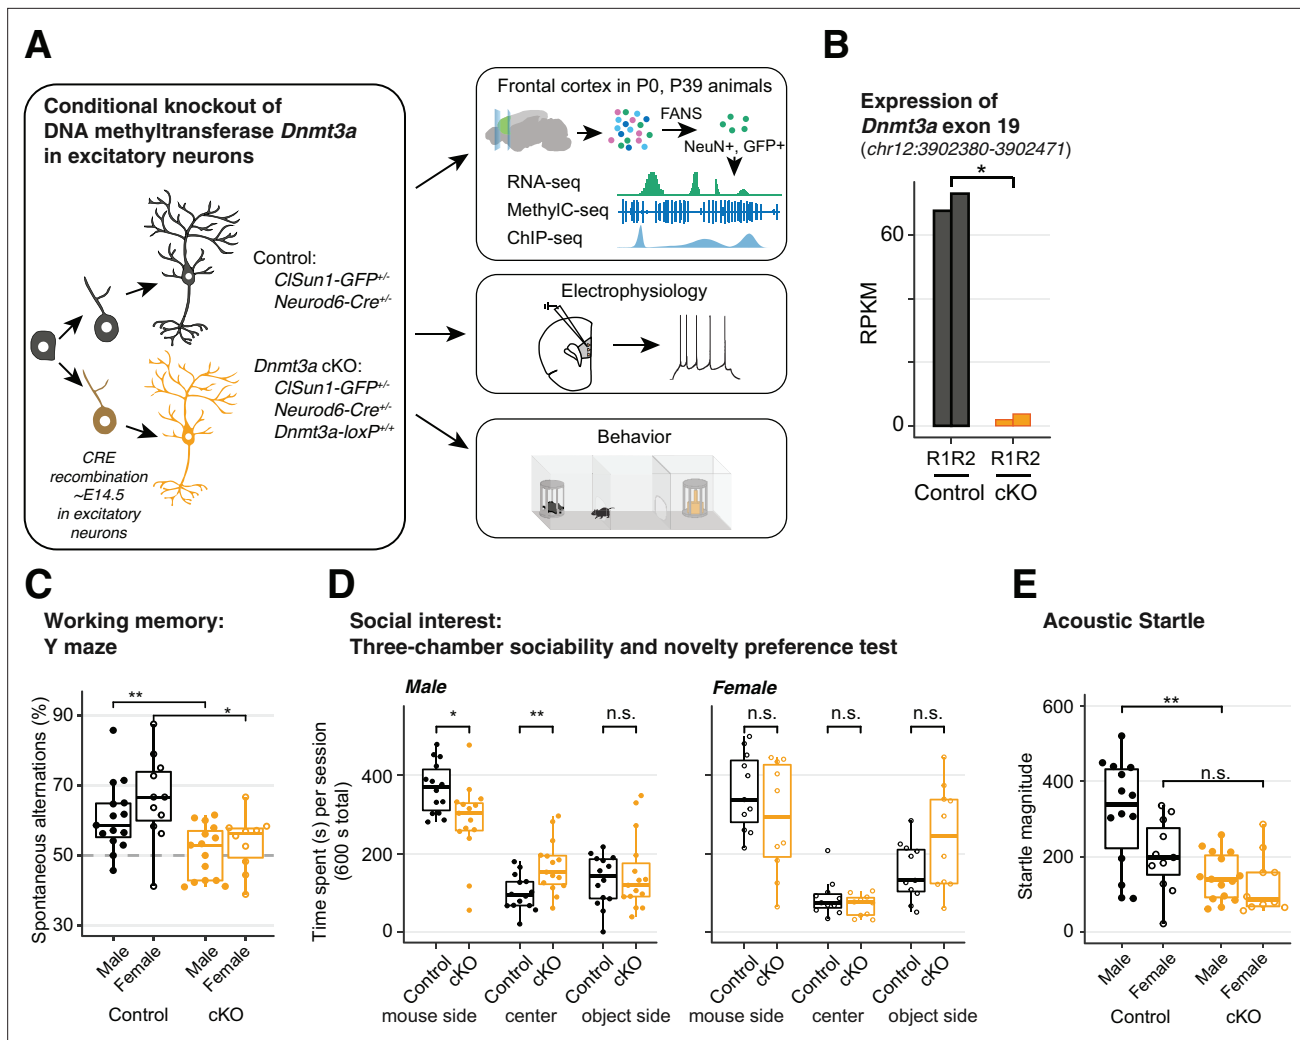 A
Conditional knockout of
DNA methyltransferase Dnmt3a
in excitatory neurons
Control:
ClSun1-GFP+/-
Neurod6-Cre+/-
Dnmt3a cKO:
ClSun1-GFP+/-
Neurod6-Cre+/-
Dnmt3a-loxP+/+
CRE
recombination
~E14.5
in excitatory
neurons
Frontal cortex in P0, P39 animals
FANS
NeuN+, GFP+
RNA-seq
MethylC-seq
ChIP-seq
Electrophysiology
Behavior
B
Expression of
Dnmt3a exon 19
(chr12:3902380-3902471)
*
60
0
RPKM
R1R2 R1R2
Control cKO
C
Working memory:
Y maze
** *
90
70
50
30
Spontaneous alternations (%)
Male Female Male Female
Control cKO
D
Social interest:
Three-chamber sociability and novelty preference test
Male
* ** n.s.
400
200
0
Time spent (s) per session
(600 s total)
Control cKO Control cKO Control cKO
mouse side center object side
Female
n.s. n.s. n.s.
400
200
0
Control cKO Control cKO Control cKO
mouse side center object side
E
Acoustic Startle
** n.s.
600
400
200
0
Startle magnitude
Male Female Male Female
Control cKO